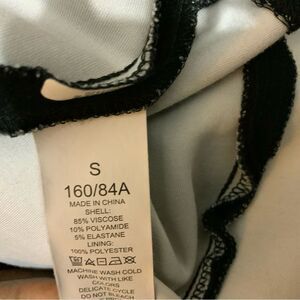 S
160/84A
MADE IN CHINA
SHELL:
85% VISCOSE
10% POLYAMIDE
5% ELASTANE
LINING:
100% POLYESTER
MACHINE WASH COLD
WASH WITH LIKE
COLORS
DELICATE CYCLE
DO NOT BLEACH